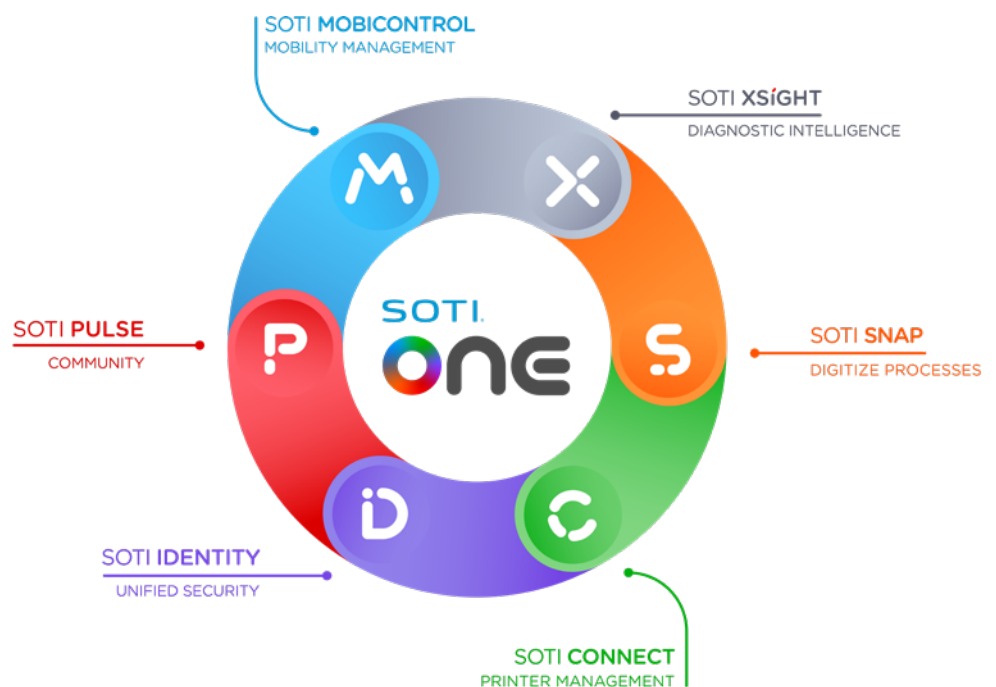 SOTI MOBICONTROL
MOBILITY MANAGEMENT
SOTI XSiGHT
DIAGNOSTIC INTELLIGENCE
M
X
SOTI PULSE
COMMUNITY
P
SOTI.
ONE
S
SOTI SNAP
DIGITIZE PROCESSES
iD
C
SOTI IDENTITY
UNIFIED SECURITY
SOTI CONNECT
PRINTER MANAGEMENT